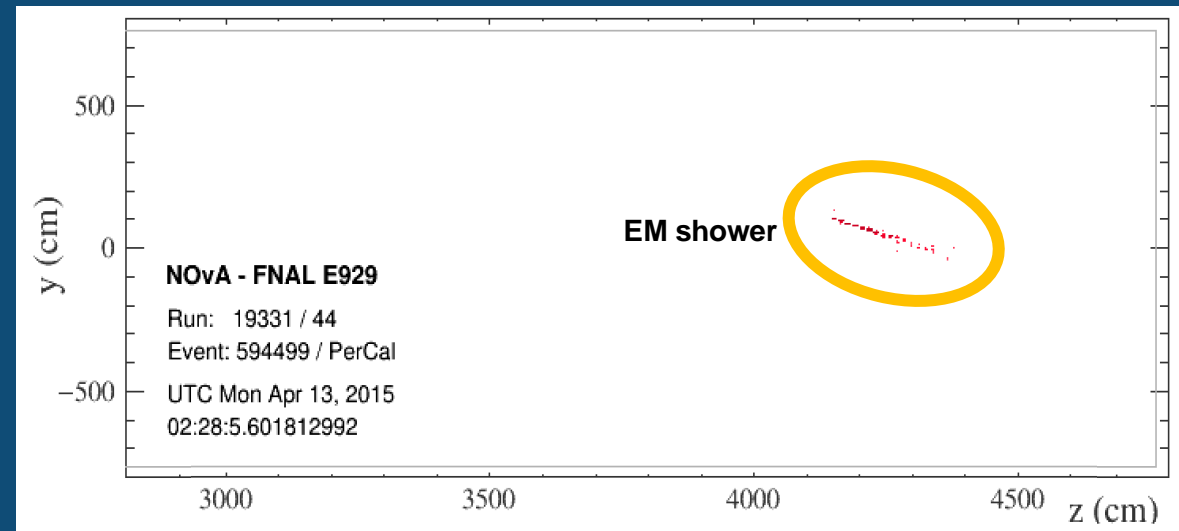 500
0
−500
y (cm)
EM shower
NOvA - FNAL E929
Run: 19331 / 44
Event: 594499 / PerCal
UTC Mon Apr 13, 2015
02:28:5.601812992
3000 3500 4000 4500 z (cm)